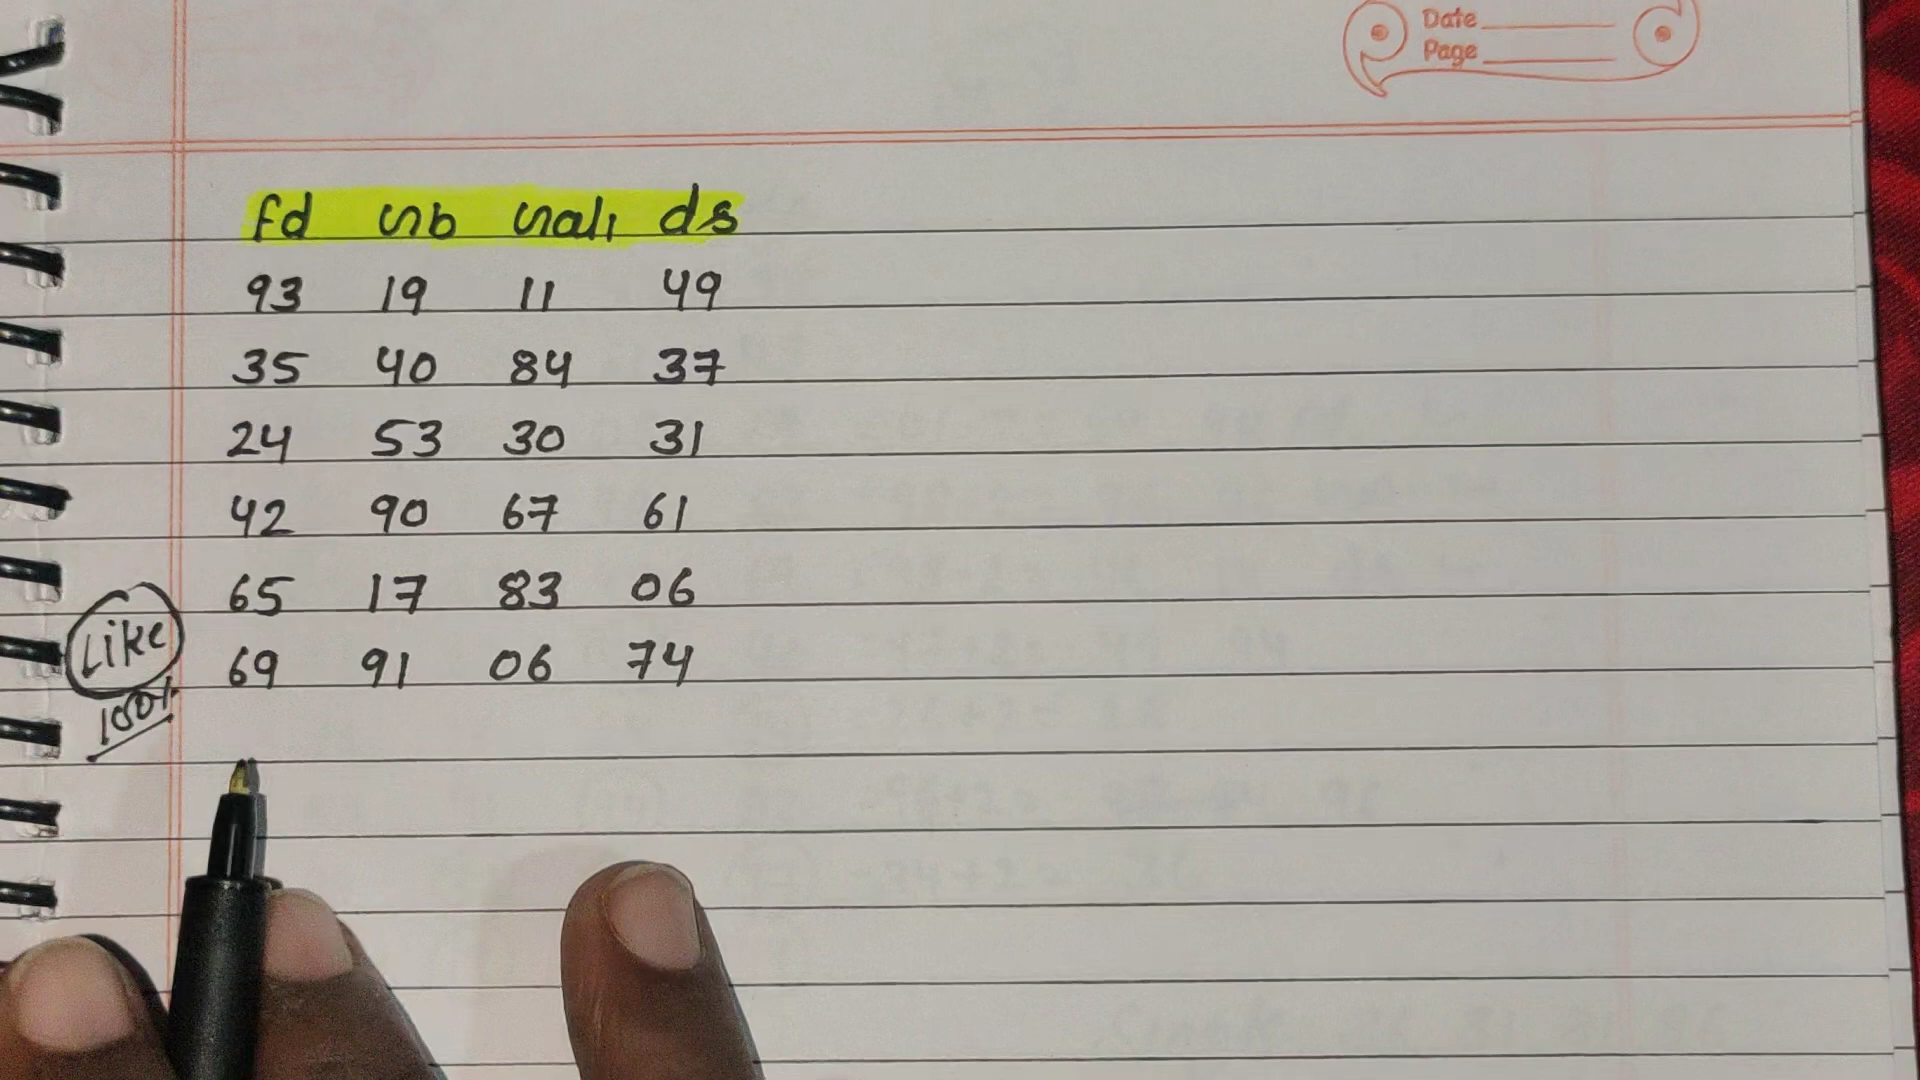 Date
Page
fd gb gali ds
93 19 11 49
35 40 84 37
24 53 30 31
42 90 67 61
65 17 83 06
69 91 06 74
Like
100%